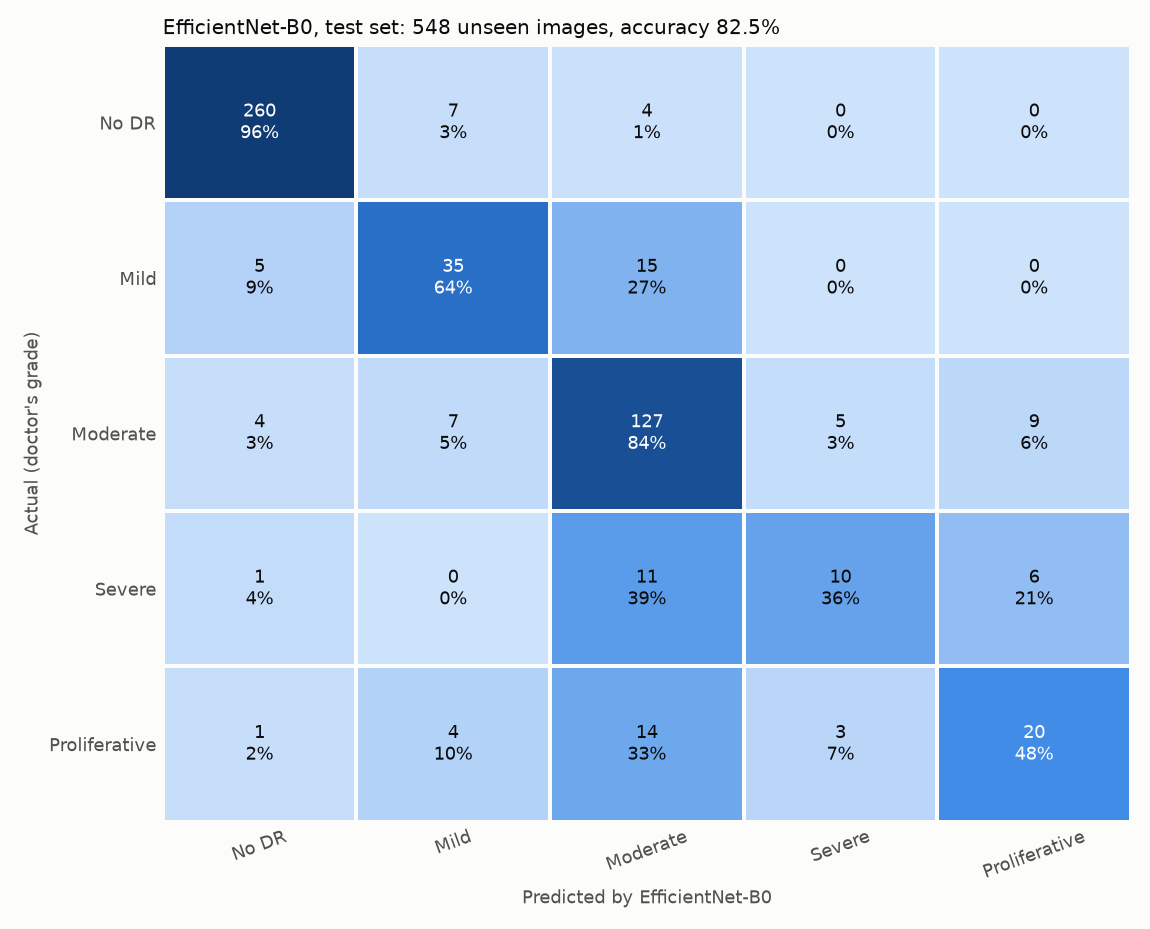 EfficientNet-B0, test set: 548 unseen images, accuracy 82.5%
No DR
260 7 4 0 0
96% 3% 1% 0% 0%
Mild
5 35 15 0 0
9% 64% 27% 0% 0%
Moderate
4 7 127 5 9
3% 5% 84% 3% 6%
Severe
1 0 11 10 6
4% 0% 39% 36% 21%
Proliferative
1 4 14 3 20
2% 10% 33% 7% 48%
Actual (doctor's grade)
No DR Mild Moderate Severe Proliferative
Predicted by EfficientNet-B0